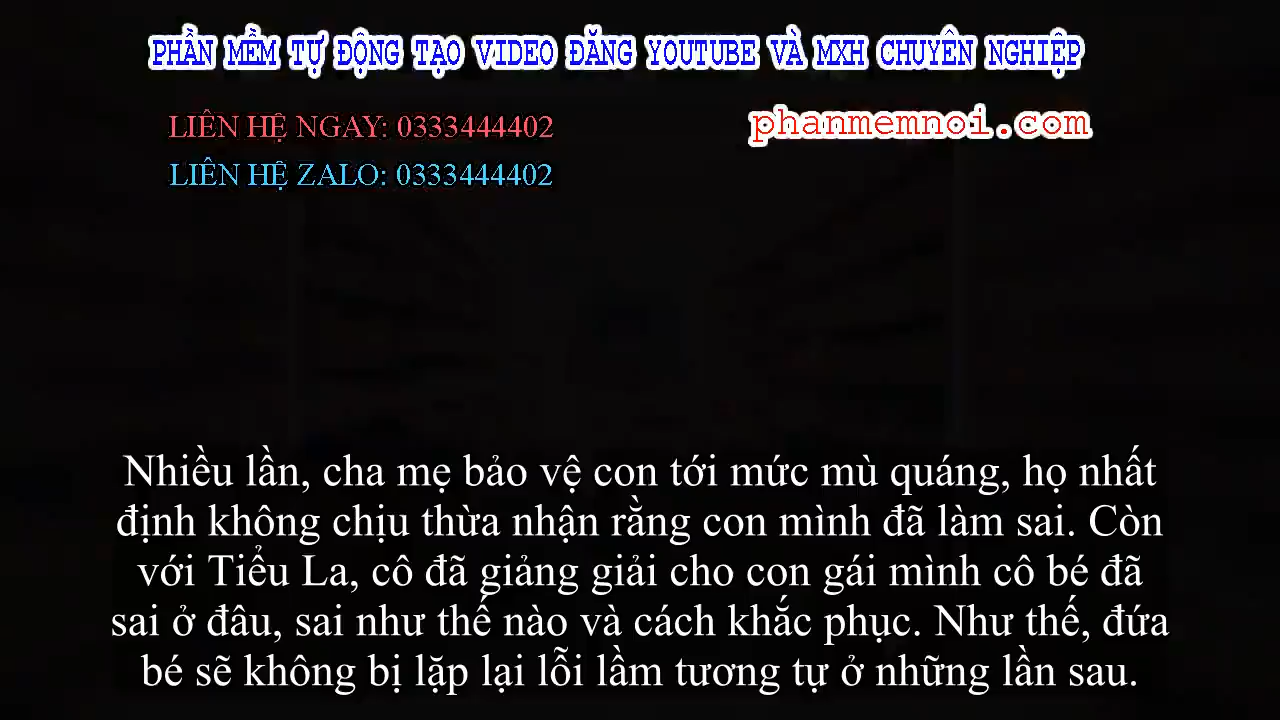 PHẦN MỀM TỰ ĐỘNG TẠO VIDEO ĐĂNG YOUTUBE VÀ MXH CHUYÊN NGHIỆP
LIÊN HỆ NGAY: 0333444402
phanmemnoi.com
LIÊN HỆ ZALO: 0333444402
Nhiều lần, cha mẹ bảo vệ con tới mức mù quáng, họ nhất
định không chịu thừa nhận rằng con mình đã làm sai. Còn
với Tiểu La, cô đã giảng giải cho con gái mình cô bé đã
sai ở đâu, sai như thế nào và cách khắc phục. Như thế, đứa
bé sẽ không bị lặp lại lỗi lầm tương tự ở những lần sau.